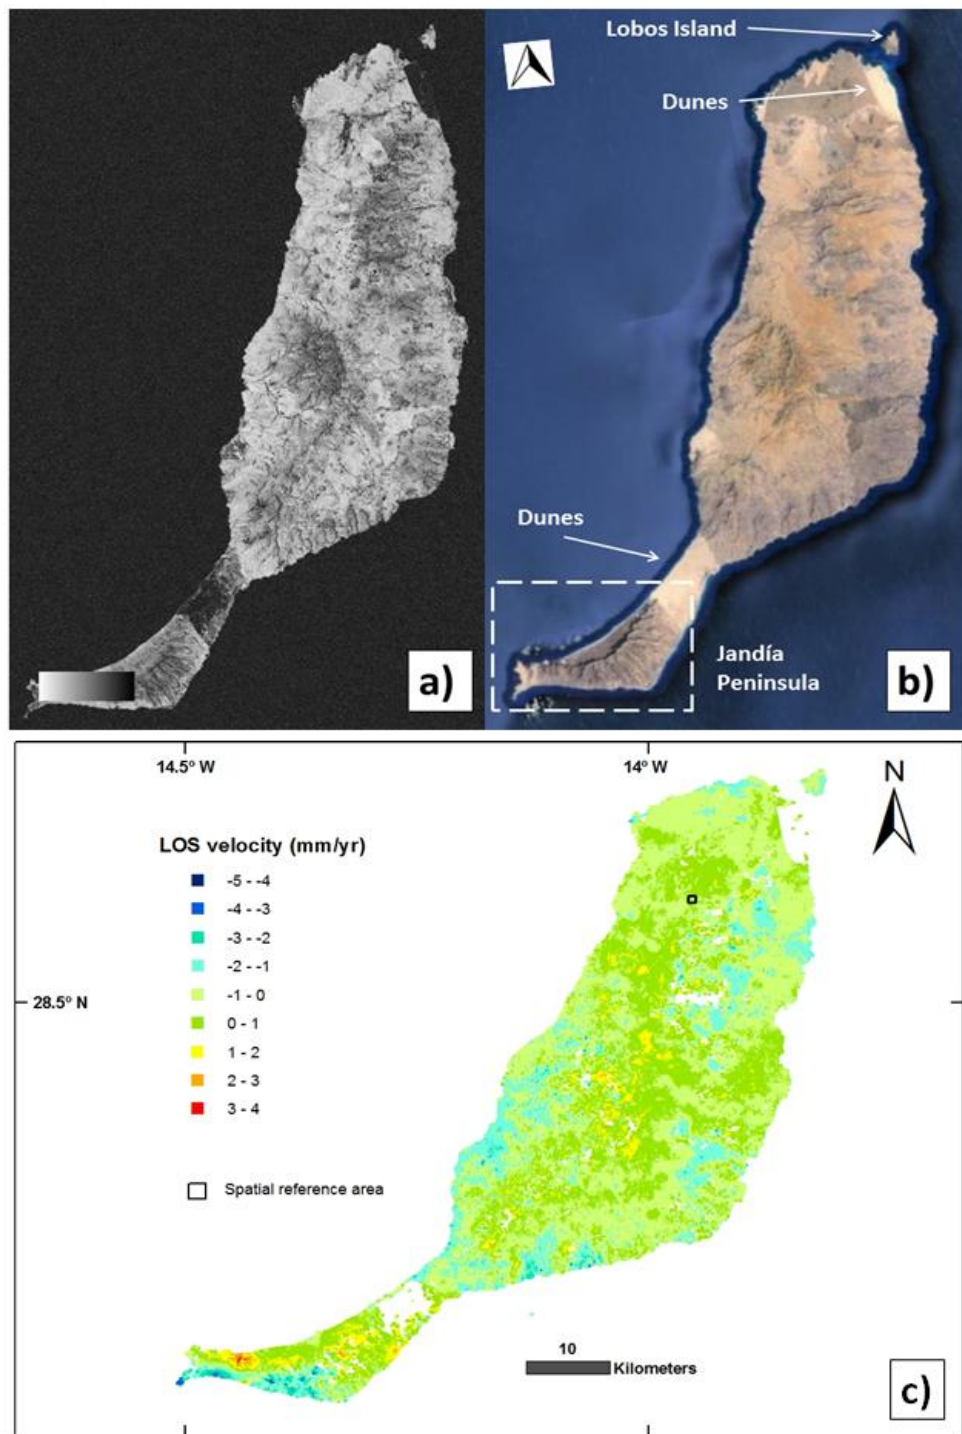 Lobos Island
Dunes
Dunes
Jandía
Peninsula
a)
b)
14.5° W
14° W
N
LOS velocity (mm/yr)
-5 - -4
-4 - -3
-3 - -2
-2 - -1
-1 - 0
0 - 1
1 - 2
2 - 3
3 - 4
28.5° N
Spatial reference area
10
Kilometers
c)